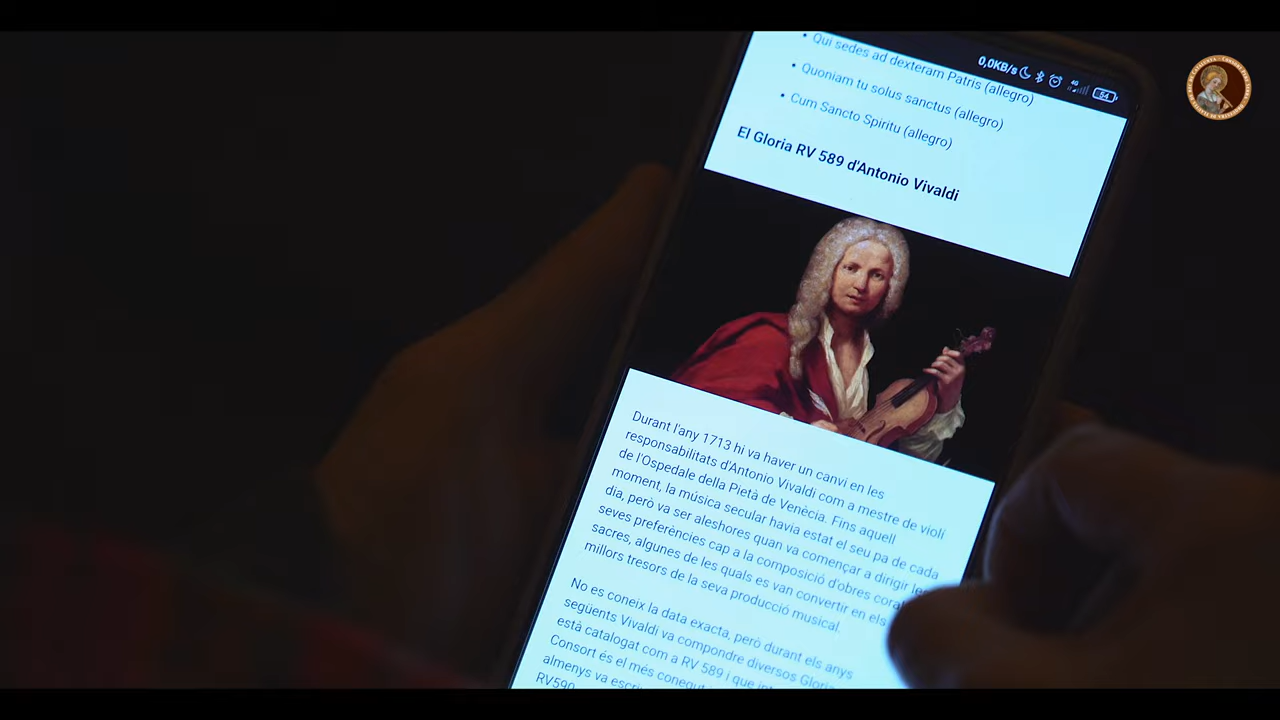 0,0KB/s
4G
54
• Qui sedes ad dexteram Patris (allegro)
• Quoniam tu solus sanctus (allegro)
• Cum Sancto Spiritu (allegro)
El Gloria RV 589 d'Antonio Vivaldi
Durant l'any 1713 hi va haver un canvi en les
responsabilitats d'Antonio Vivaldi com a mestre de violí
de l'Ospedale della Pietà de Venècia. Fins aquell
moment, la música secular havia estat el seu pa de cada
dia, però va ser aleshores quan va començar a dirigir
seves preferències cap a la composició d'obres
sacres, algunes de les quals es van convertir en els
millors tresors de la seva producció musical.
No es coneix la data exacta, però durant els anys
següents Vivaldi va compondre diversos Gloria
està catalogat com a RV 589 i que
Consort és el més conegut
almenys va
RV590